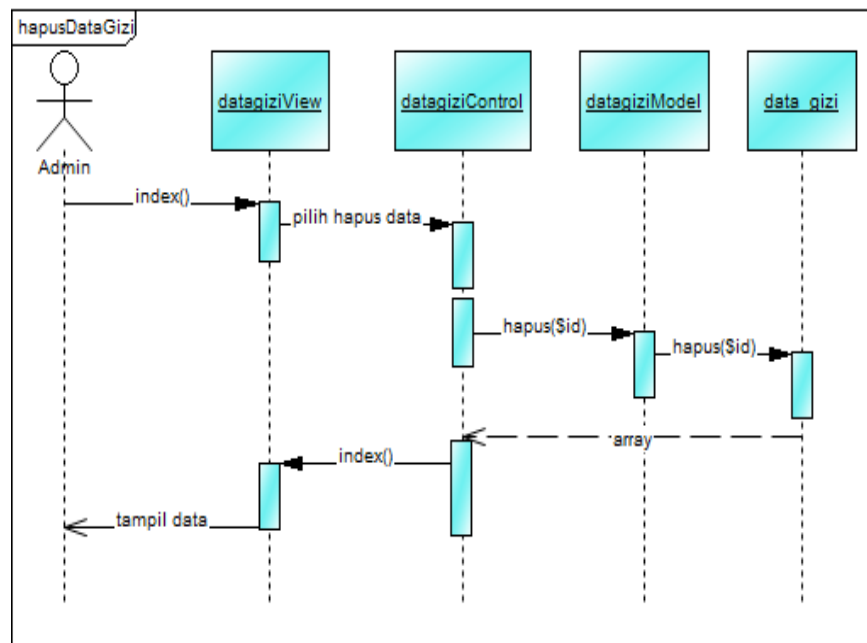 hapusDataGizi
datagiziView
datagiziControl
datagiziModel
data_gizi
Admin
index()
pilih hapus data
hapus($id)
hapus($id)
array
index()
tampil data